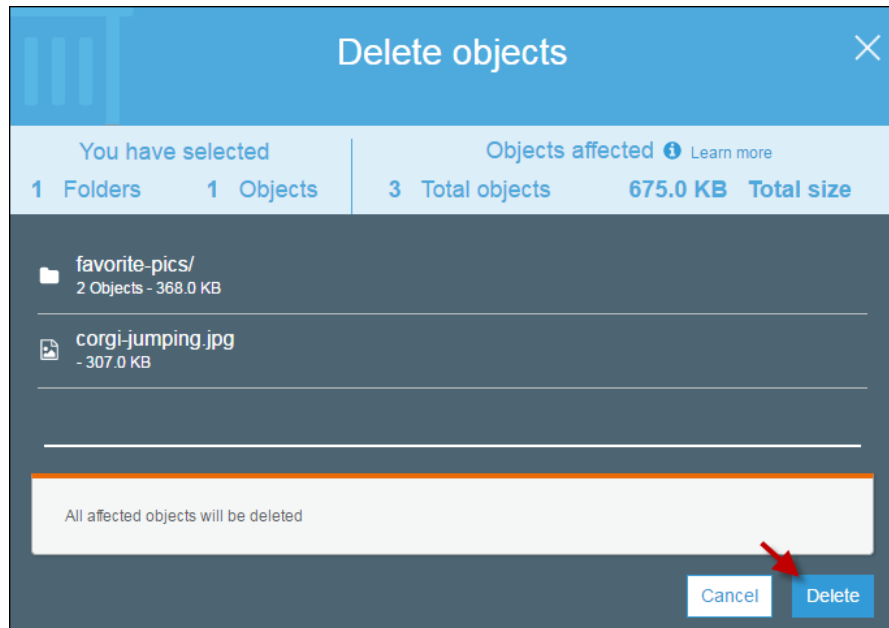 Delete objects
You have selected
1 Folders 1 Objects
Objects affected Learn more
3 Total objects 675.0 KB Total size
favorite-pics/
2 Objects - 368.0 KB
corgi-jumping.jpg
- 307.0 KB
All affected objects will be deleted
Cancel Delete